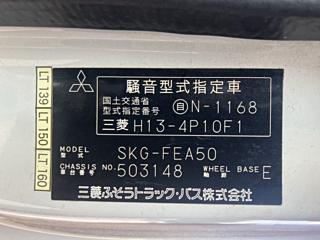 LT139 LT150 LT160
騒音型式指定車
国土交通省
型式指定番号 自N-1168
三菱 H13-4P10F1
MODEL
型式 SKG-FEA50
CHASSIS NO.
車台番号 503148 WHEEL BASE
軸距 E
三菱ふそうトラック・バス株式会社